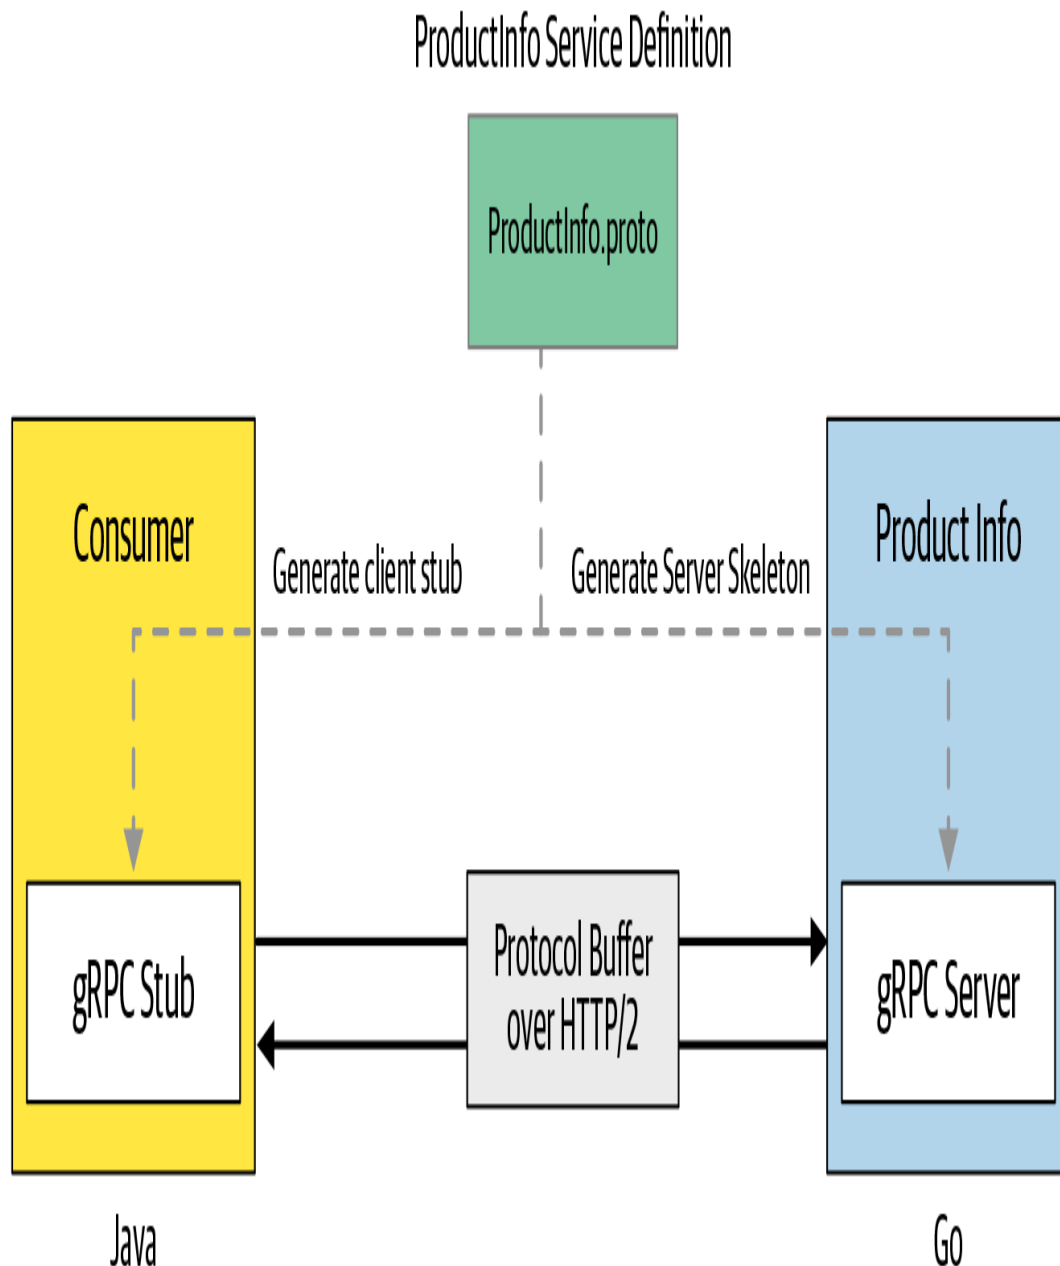 ProductInfo Service Definition
ProductInfo.proto
Consumer
Product Info
Generate client stub
Generate Server Skeleton
gRPC Stub
Protocol Buffer
over HTTP/2
gRPC Server
Java
Go